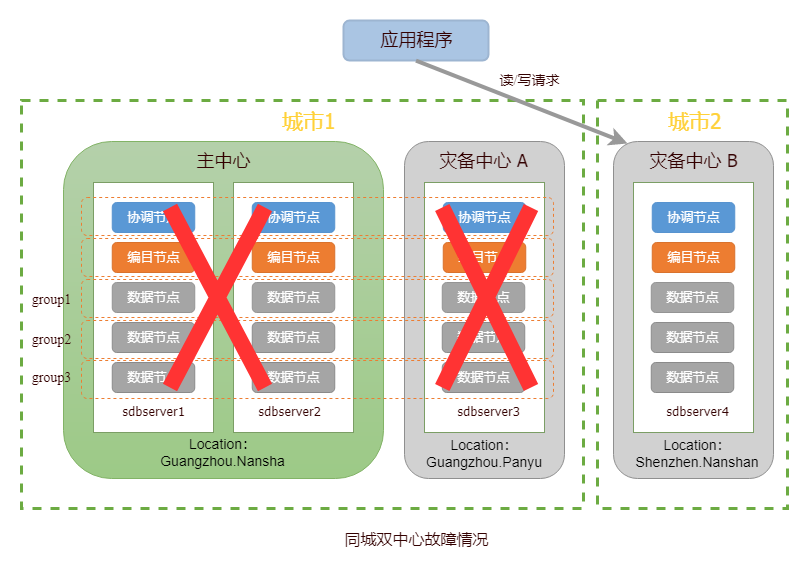 应用程序
读/写请求
城市1
城市2
主中心
灾备中心 A
灾备中心 B
协调节点
协调节点
协调节点
协调节点
编目节点
编目节点
编目节点
编目节点
group1
数据节点
数据节点
数据节点
数据节点
group2
数据节点
数据节点
数据节点
数据节点
group3
数据节点
数据节点
数据节点
数据节点
sdbserver1
sdbserver2
sdbserver3
sdbserver4
Location:
Guangzhou.Nansha
Location:
Guangzhou.Panyu
Location:
Shenzhen.Nanshan
同城双中心故障情况